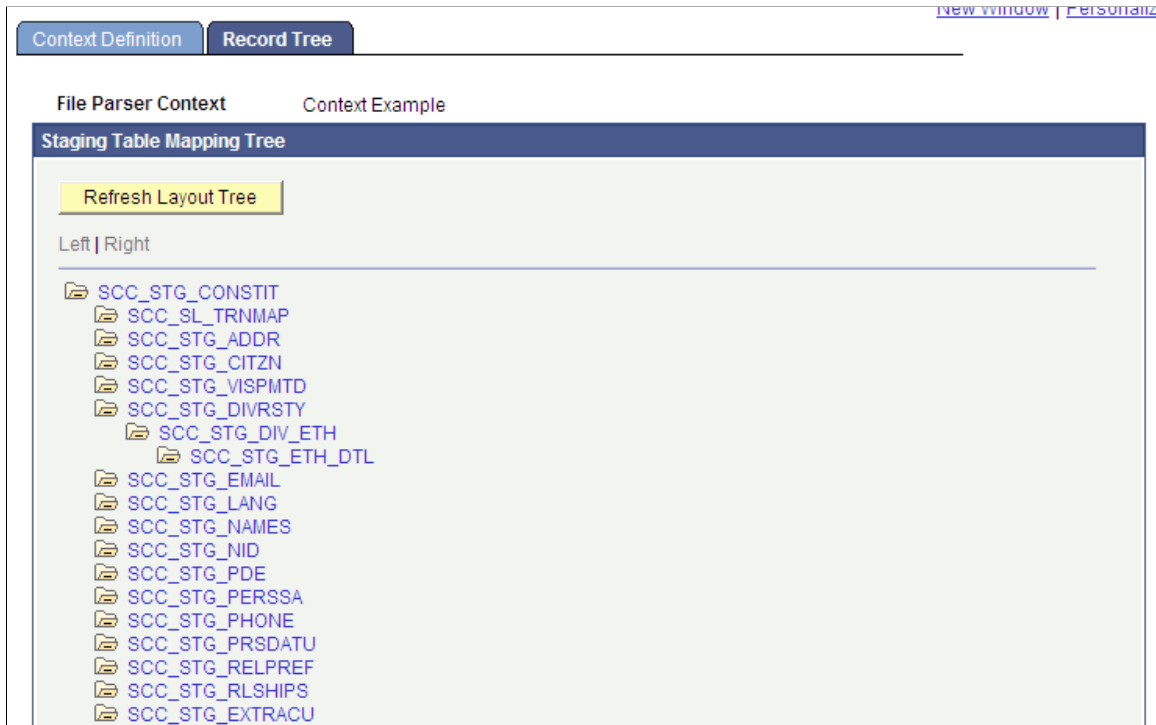 New Window | Personaliz
Context Definition Record Tree
File Parser Context Context Example
Staging Table Mapping Tree
Refresh Layout Tree
Left | Right
SCC_STG_CONSTIT
SCC_SL_TRNMAP
SCC_STG_ADDR
SCC_STG_CITZN
SCC_STG_VISPMTD
SCC_STG_DIVRSTY
SCC_STG_DIV_ETH
SCC_STG_ETH_DTL
SCC_STG_EMAIL
SCC_STG_LANG
SCC_STG_NAMES
SCC_STG_NID
SCC_STG_PDE
SCC_STG_PERSSA
SCC_STG_PHONE
SCC_STG_PRSDATU
SCC_STG_RELPREF
SCC_STG_RLSHIPS
SCC_STG_EXTRACU